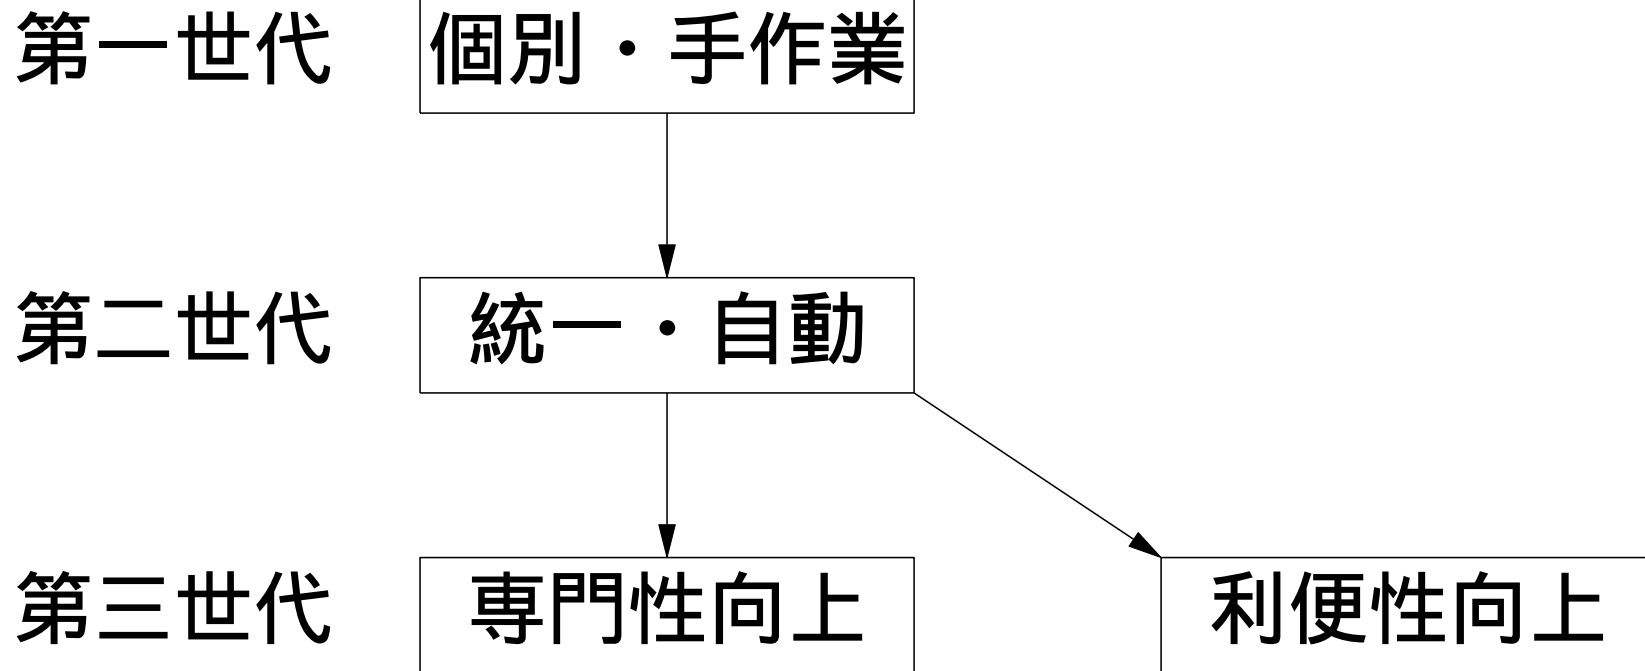 第一世代 個別・手作業
第二世代 統一・自動
第三世代 専門性向上 利便性向上